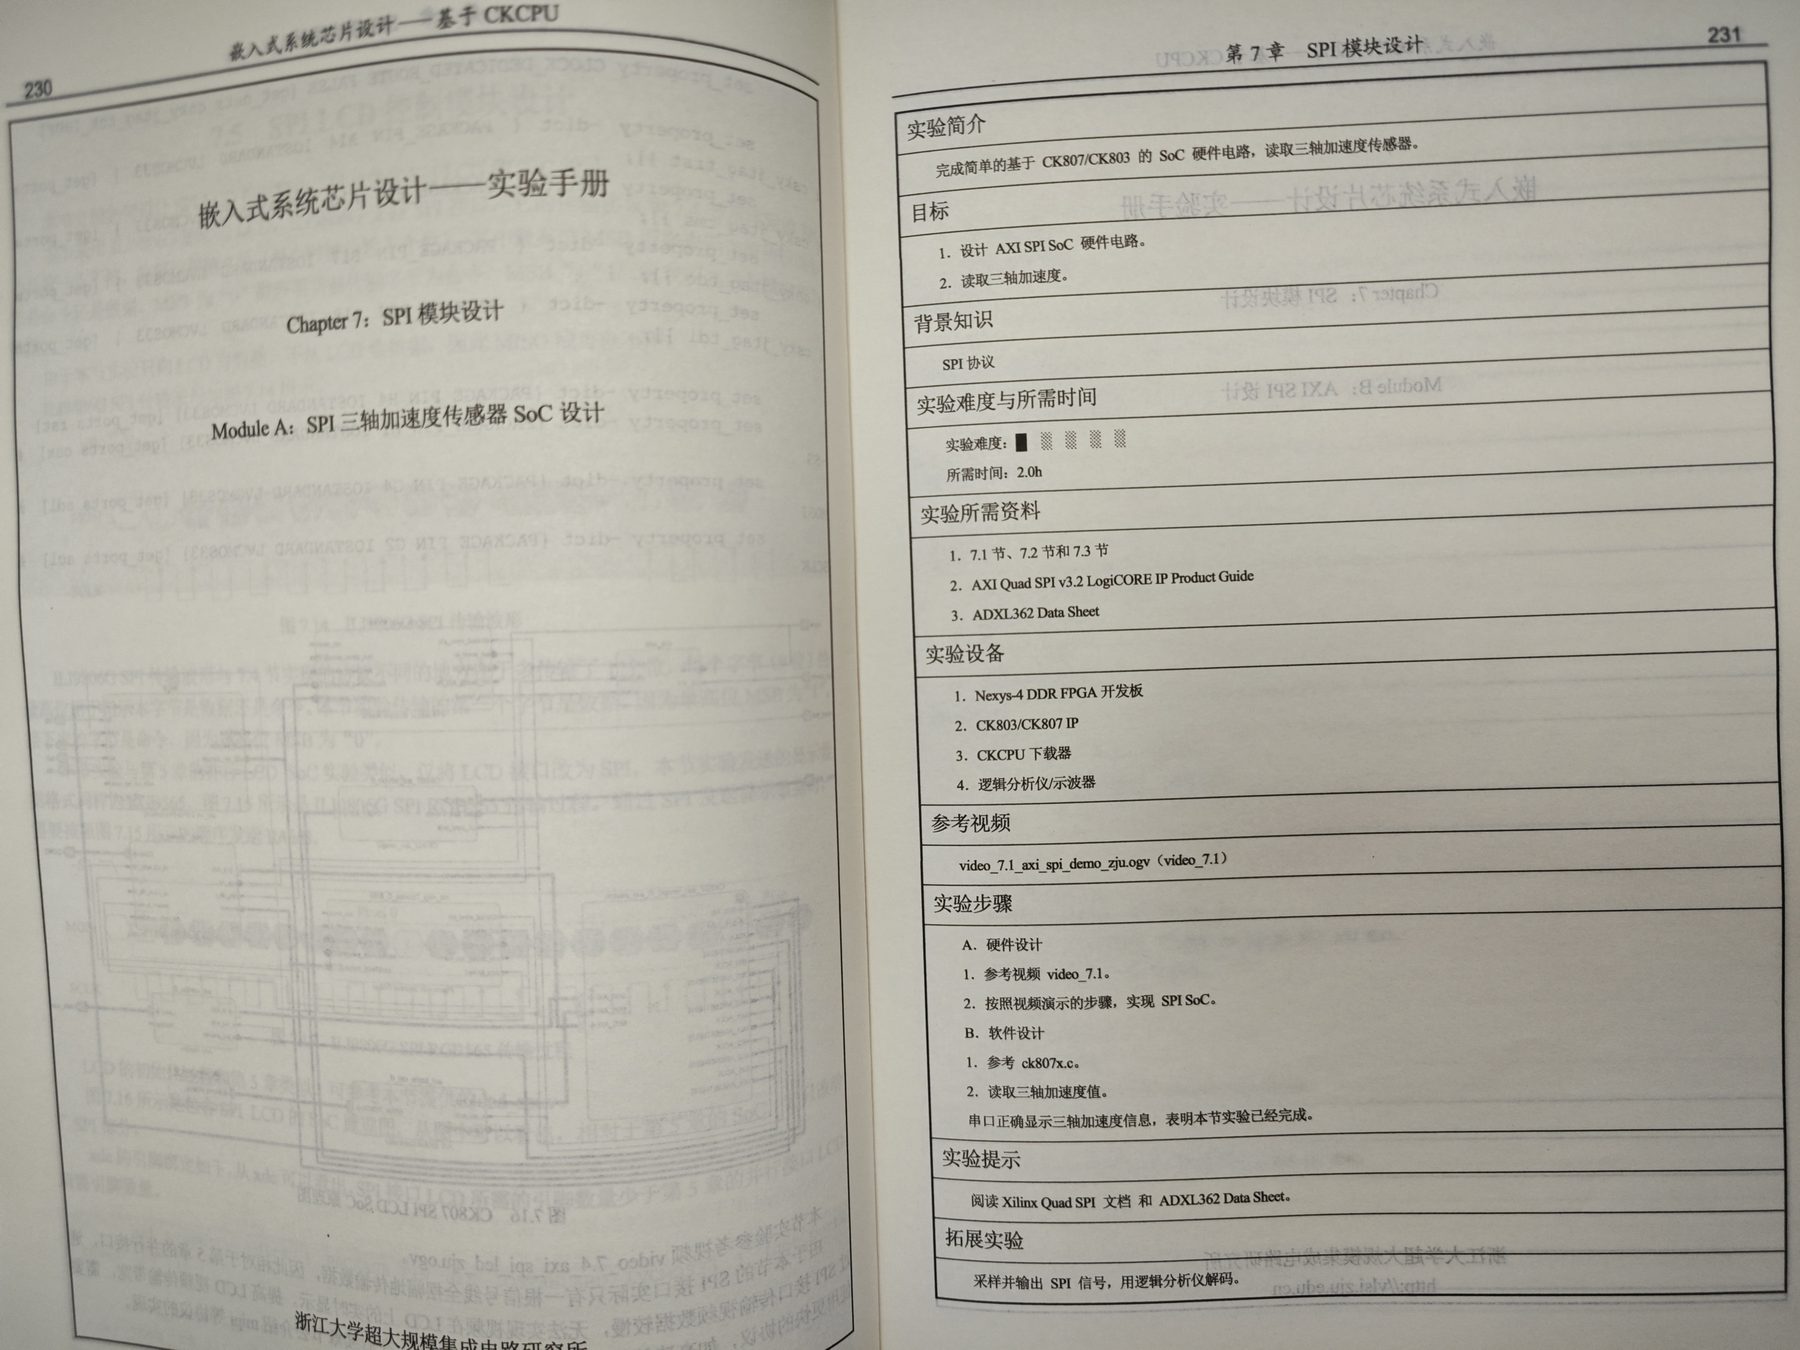 230
嵌入式系统芯片设计——基于 CKCPU
嵌入式系统芯片设计——实验手册
Chapter 7：SPI 模块设计
Module A：SPI 三轴加速度传感器 SoC 设计
浙江大学超大规模集成电路研究所
第 7 章 SPI 模块设计
231
实验简介
完成简单的基于 CK807/CK803 的 SoC 硬件电路，读取三轴加速度传感器。
目标
1. 设计 AXI SPI SoC 硬件电路。
2. 读取三轴加速度。
背景知识
SPI 协议
实验难度与所需时间
实验难度：█ ▒ ▒ ▒ ▒
所需时间：2.0h
实验所需资料
1. 7.1 节、7.2 节和 7.3 节
2. AXI Quad SPI v3.2 LogiCORE IP Product Guide
3. ADXL362 Data Sheet
实验设备
1. Nexys-4 DDR FPGA 开发板
2. CK803/CK807 IP
3. CKCPU 下载器
4. 逻辑分析仪/示波器
参考视频
video_7.1_axi_spi_demo_zju.ogv（video_7.1）
实验步骤
A. 硬件设计
1. 参考视频 video_7.1。
2. 按照视频演示的步骤，实现 SPI SoC。
B. 软件设计
1. 参考 ck807x.c。
2. 读取三轴加速度值。
串口正确显示三轴加速度信息，表明本节实验已经完成。
实验提示
阅读 Xilinx Quad SPI 文档 和 ADXL362 Data Sheet。
拓展实验
采样并输出 SPI 信号，用逻辑分析仪解码。